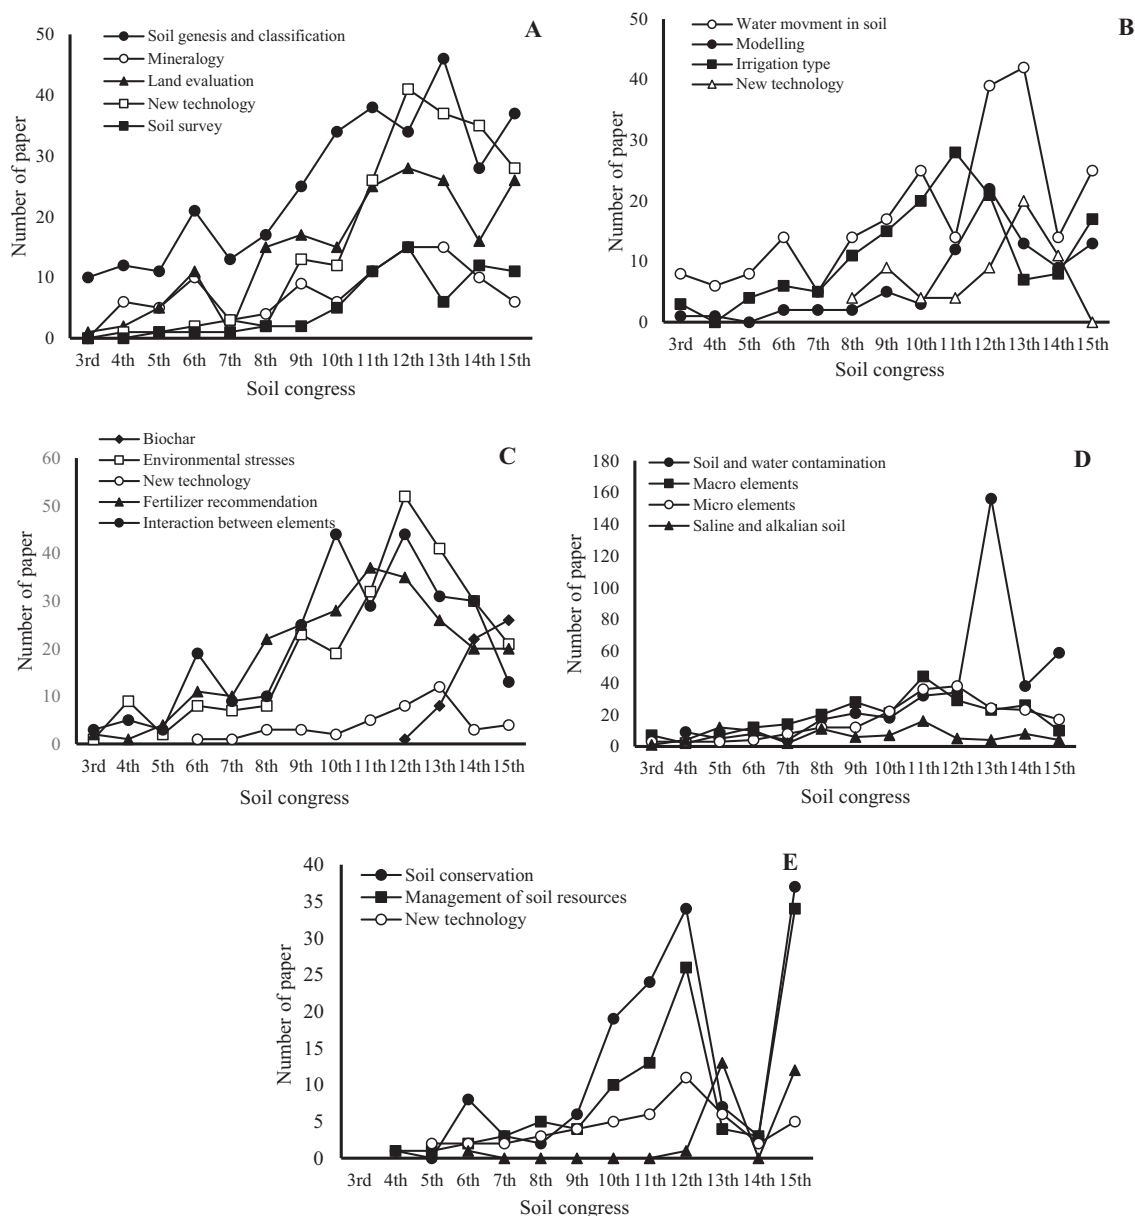 A
Soil genesis and classification
Mineralogy
Land evaluation
New technology
Soil survey
Number of paper
50
40
30
20
10
0
3rd 4th 5th 6th 7th 8th 9th 10th 11th 12th 13th 14th 15th
Soil congress
B
Water movment in soil
Modelling
Irrigation type
New technology
Number of paper
50
40
30
20
10
0
3rd 4th 5th 6th 7th 8th 9th 10th 11th 12th 13th 14th 15th
Soil congress
C
Biochar
Environmental stresses
New technology
Fertilizer recommendation
Interaction between elements
Number of paper
60
50
40
30
20
10
0
3rd 4th 5th 6th 7th 8th 9th 10th 11th 12th 13th 14th 15th
Soil congress
D
Soil and water contamination
Macro elements
Micro elements
Saline and alkalian soil
Number of paper
180
160
140
120
100
80
60
40
20
0
3rd 4th 5th 6th 7th 8th 9th 10th 11th 12th 13th 14th 15th
Soil congress
E
Soil conservation
Management of soil resources
New technology
Number of paper
40
35
30
25
20
15
10
5
0
3rd 4th 5th 6th 7th 8th 9th 10th 11th 12th 13th 14th 15th
Soil congress